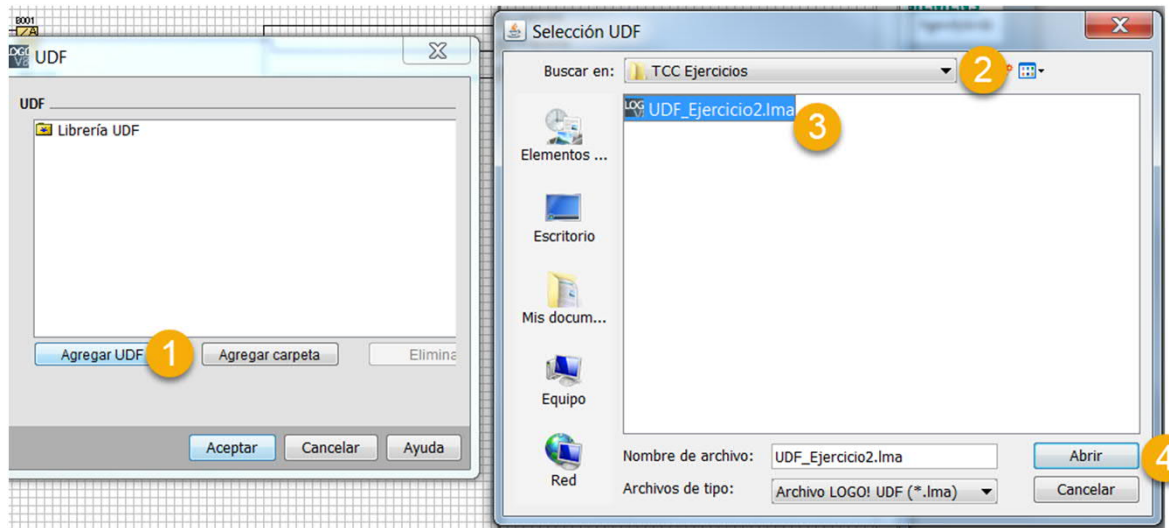 B001
UDF
UDF
Librería UDF
Agregar UDF
1
Agregar carpeta
Aceptar
Cancelar
Ayuda
Selección UDF
Buscar en:
TCC Ejercicios
2
UDF_Ejercicio2.lma
3
Elementos ...
Escritorio
Mis docum...
Equipo
Red
Nombre de archivo:
UDF_Ejercicio2.lma
Abrir
4
Archivos de tipo:
Archivo LOGO! UDF (*.lma)
Cancelar